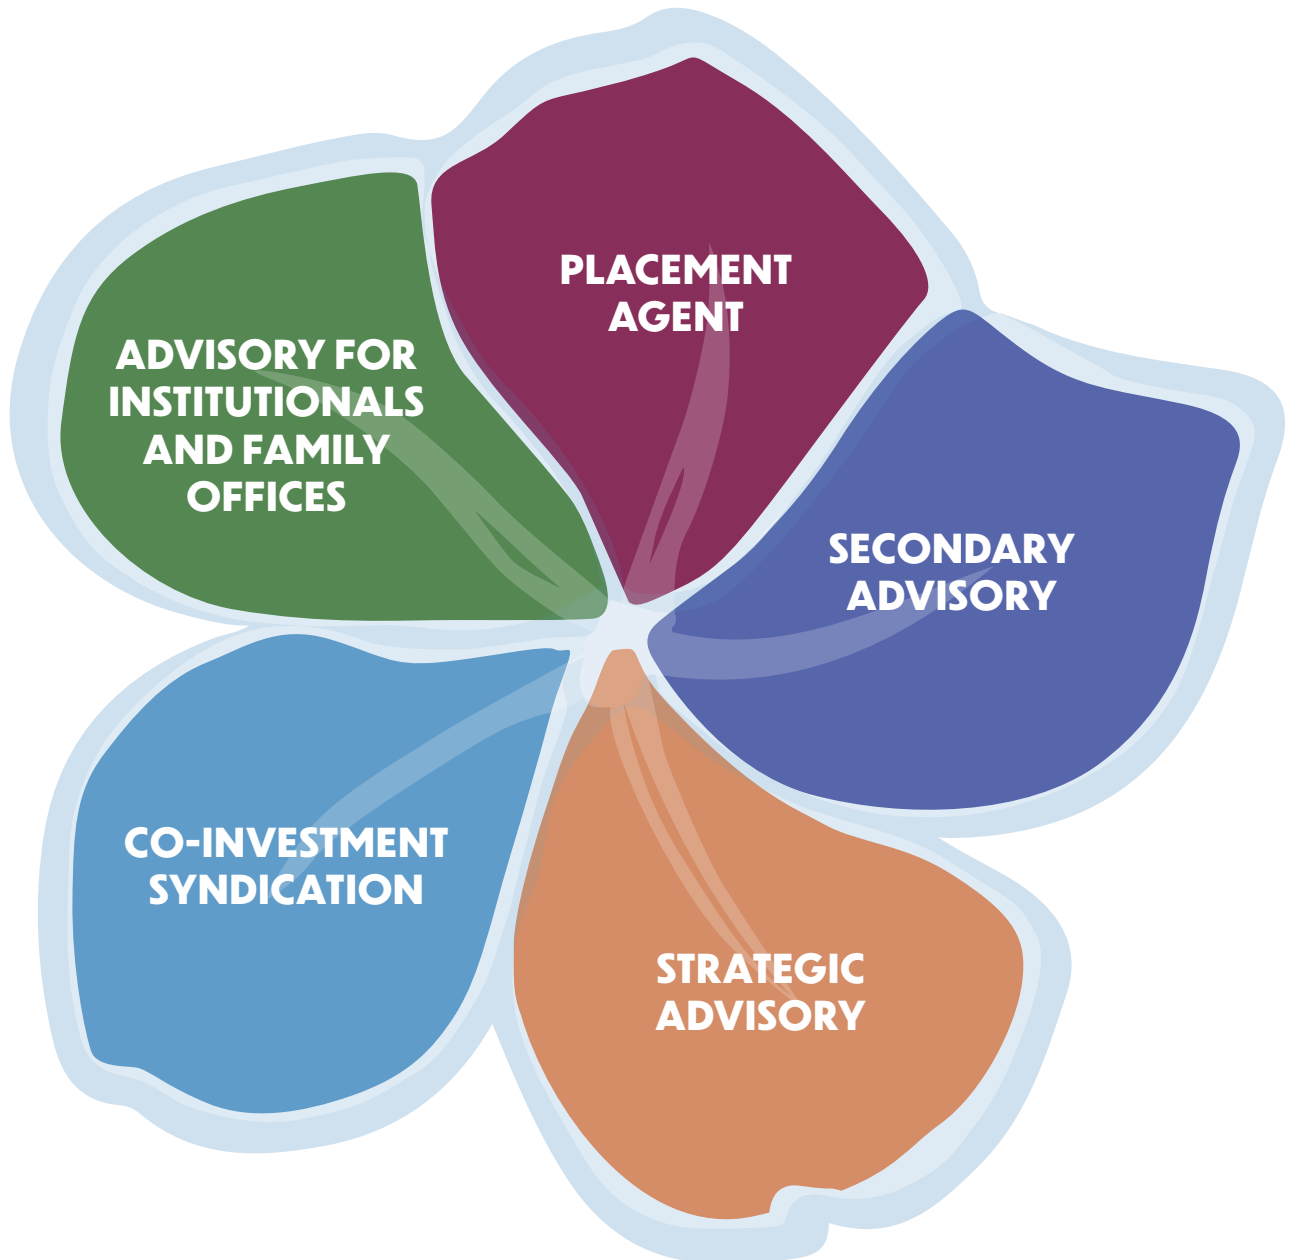 PLACEMENT
AGENT
ADVISORY FOR
INSTITUTIONALS
AND FAMILY
OFFICES
SECONDARY
ADVISORY
CO-INVESTMENT
SYNDICATION
STRATEGIC
ADVISORY